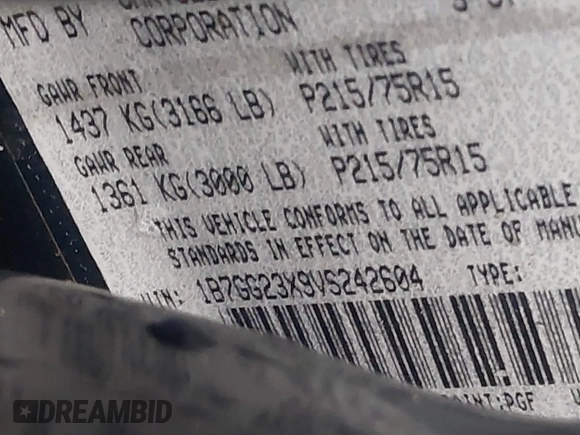 MFD BY CORPORATION
GAWR FRONT WITH TIRES
1437 KG(3166 LB) P215/75R15
GAWR REAR WITH TIRES
1361 KG(3000 LB) P215/75R15
THIS VEHICLE CONFORMS TO ALL APPLICABLE
STANDARDS IN EFFECT ON THE DATE OF MANU
VIN: 1B7GG23X9VS242604 TYPE:
PGF
DREAMBID